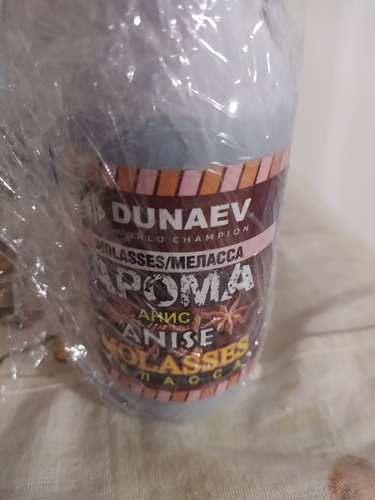 DUNAEV
WORLD CHAMPION
MOLASSES/МЕЛАССА
АРОМА
АНИС
ANISE
MOLASSES
МЕЛАССА